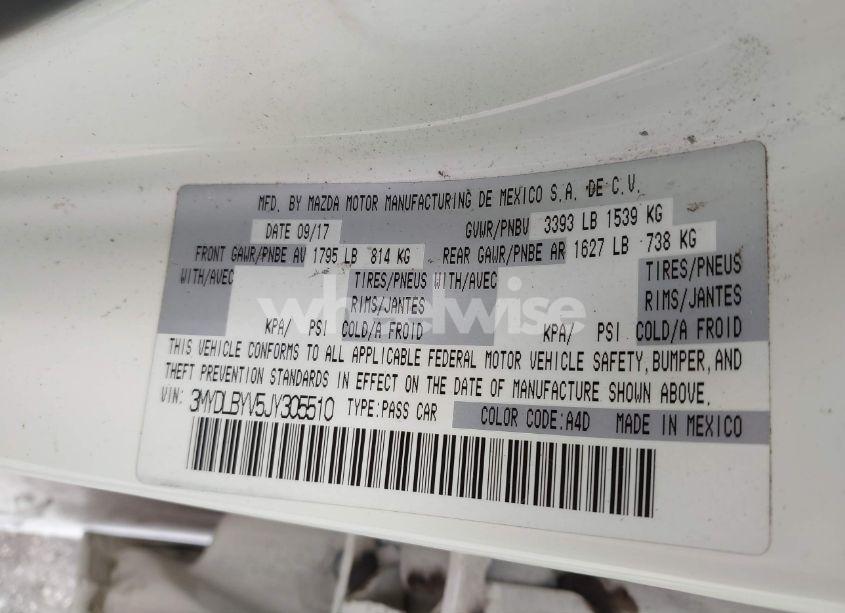 MFD. BY MAZDA MOTOR MANUFACTURING DE MEXICO S.A. DE C.V.
DATE 09/17 GVWR/PNBV 3393 LB 1539 KG
FRONT GAWR/PNBE AV 1795 LB 814 KG REAR GAWR/PNBE AR 1627 LB 738 KG
WITH/AVEC TIRES/PNEUS WITH/AVEC TIRES/PNEUS
RIMS/JANTES RIMS/JANTES
KPA/ PSI COLD/A FROID KPA/ PSI COLD/A FROID
wheelwise
THIS VEHICLE CONFORMS TO ALL APPLICABLE FEDERAL MOTOR VEHICLE SAFETY, BUMPER, AND
THEFT PREVENTION STANDARDS IN EFFECT ON THE DATE OF MANUFACTURE SHOWN ABOVE.
VIN: 3MYDLBYV5JY305510 TYPE:PASS CAR COLOR CODE:A4D MADE IN MEXICO